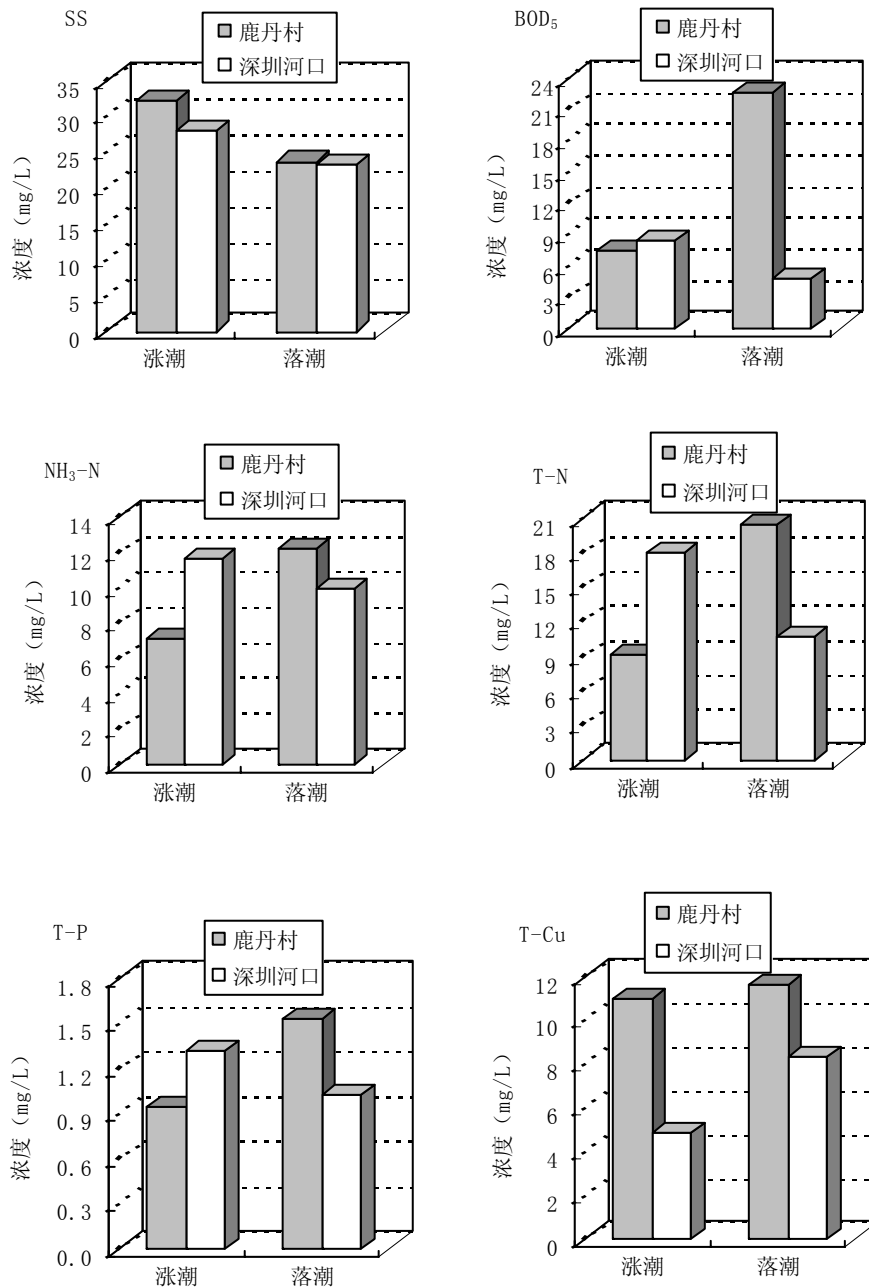 SS
鹿丹村
深圳河口
浓度（mg/L）
35
30
25
20
15
10
5
0
涨潮
落潮
BOD₅
鹿丹村
深圳河口
浓度（mg/L）
24
21
18
15
12
9
6
3
0
涨潮
落潮
NH₃-N
鹿丹村
深圳河口
浓度（mg/L）
14
12
10
8
6
4
2
0
涨潮
落潮
T-N
鹿丹村
深圳河口
浓度（mg/L）
21
18
15
12
9
6
3
0
涨潮
落潮
T-P
鹿丹村
深圳河口
浓度（mg/L）
1.8
1.5
1.2
0.9
0.6
0.3
0.0
涨潮
落潮
T-Cu
鹿丹村
深圳河口
浓度（mg/L）
12
10
8
6
4
2
0
涨潮
落潮